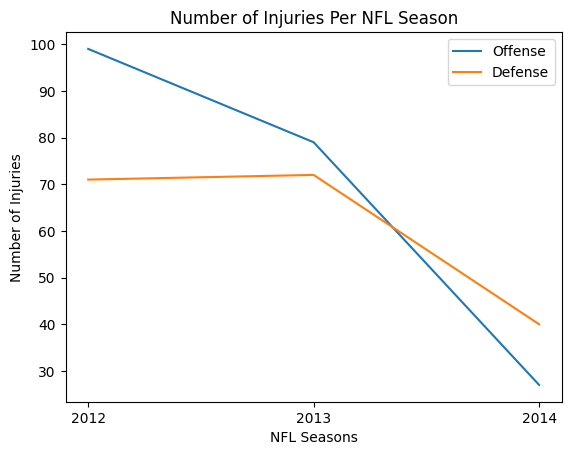 Number of Injuries Per NFL Season
Offense
Defense
Number of Injuries
100
90
80
70
60
50
40
30
2012
2013
2014
NFL Seasons